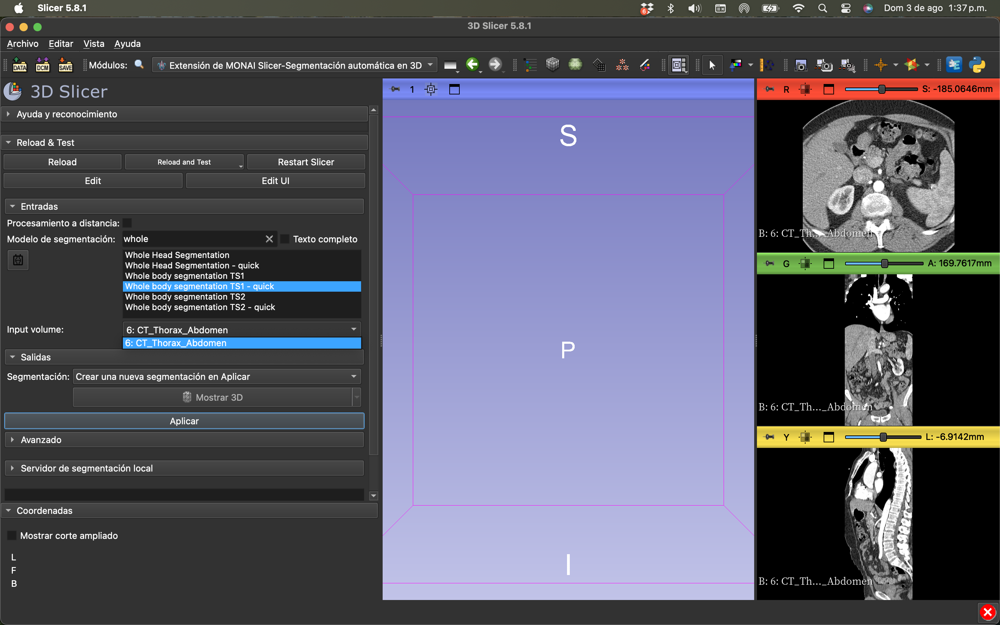 Slicer 5.8.1
6
Dom 3 de ago 1:37 p.m.
3D Slicer 5.8.1
Archivo Editar Vista Ayuda
DATA DCM SAVE Módulos: Extensión de MONAI Slicer-Segmentación automática en 3D
3D Slicer
Ayuda y reconocimiento
Reload & Test
Reload Reload and Test Restart Slicer
Edit Edit UI
Entradas
Procesamiento a distancia:
Modelo de segmentación: whole Texto completo
Whole Head Segmentation
Whole Head Segmentation - quick
Whole body segmentation TS1
Whole body segmentation TS1 - quick
Whole body segmentation TS2
Whole body segmentation TS2 - quick
Input volume: 6: CT_Thorax_Abdomen
6: CT_Thorax_Abdomen
Salidas
Segmentación: Crear una nueva segmentación en Aplicar
Mostrar 3D
Aplicar
Avanzado
Servidor de segmentación local
Coordenadas
Mostrar corte ampliado
L
F
B
1
S
P
I
R S: -185.0646mm
B: 6: CT_Th..._Abdomen
G A: 169.7617mm
B: 6: CT_Th..._Abdomen
Y L: -6.9142mm
B: 6: CT_Th..._Abdomen